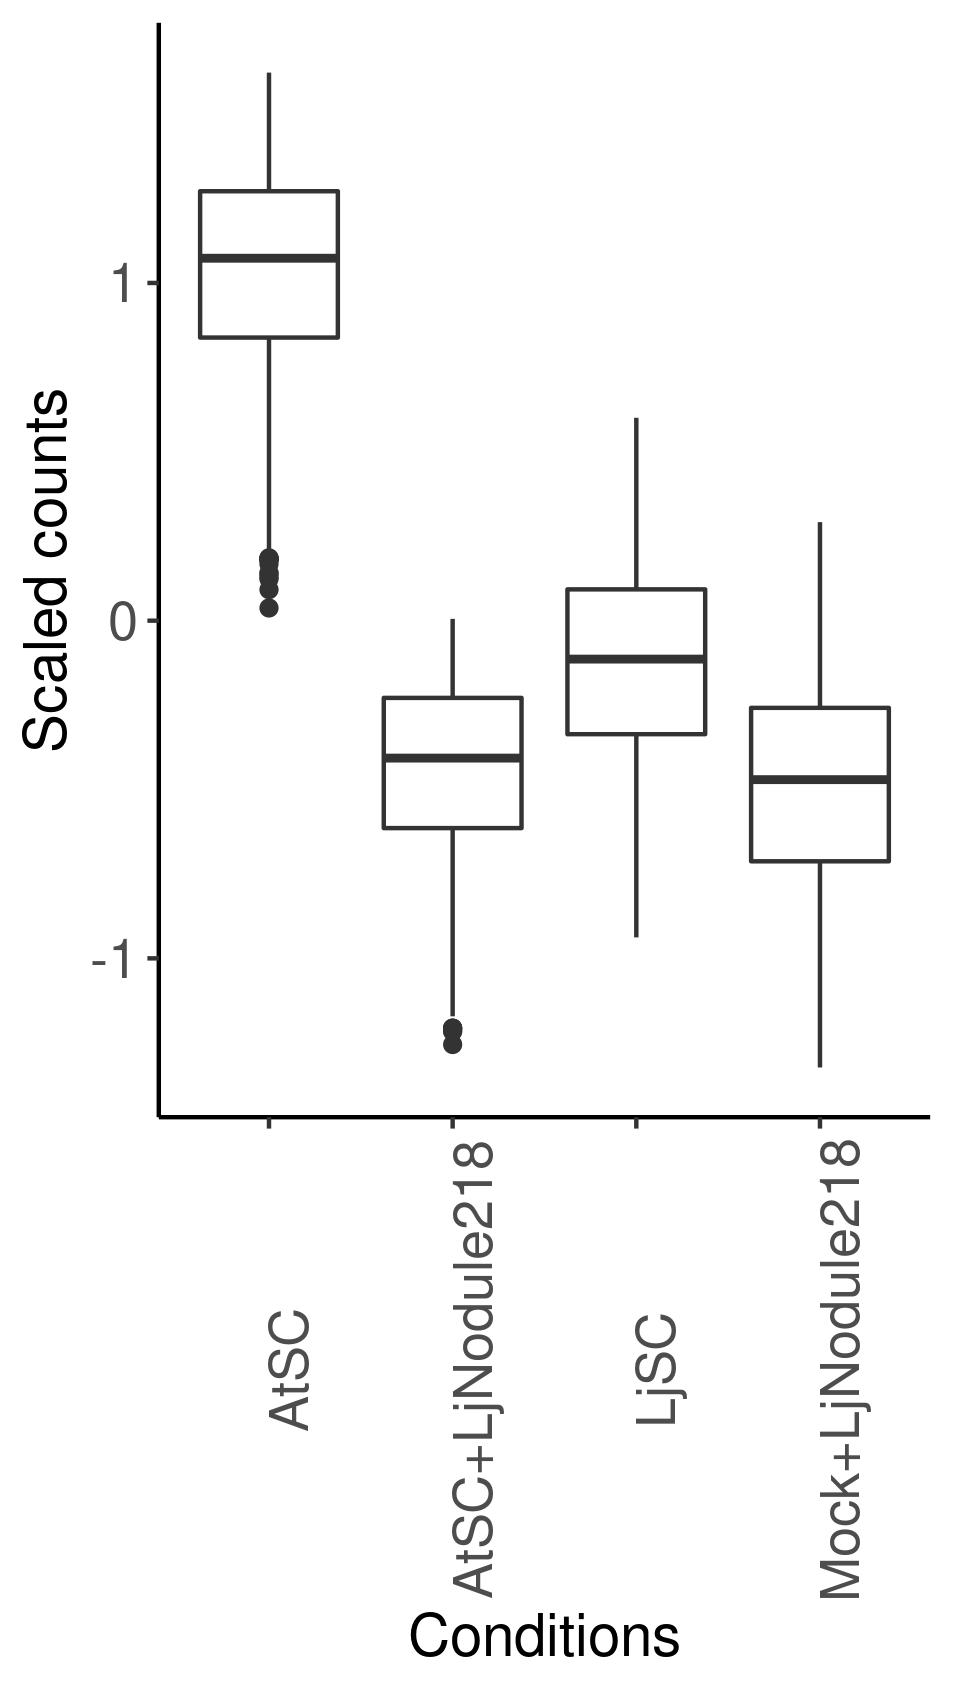 Scaled counts
1
0
-1
AtSC
AtSC+LjNodule218
LjSC
Mock+LjNodule218
Conditions